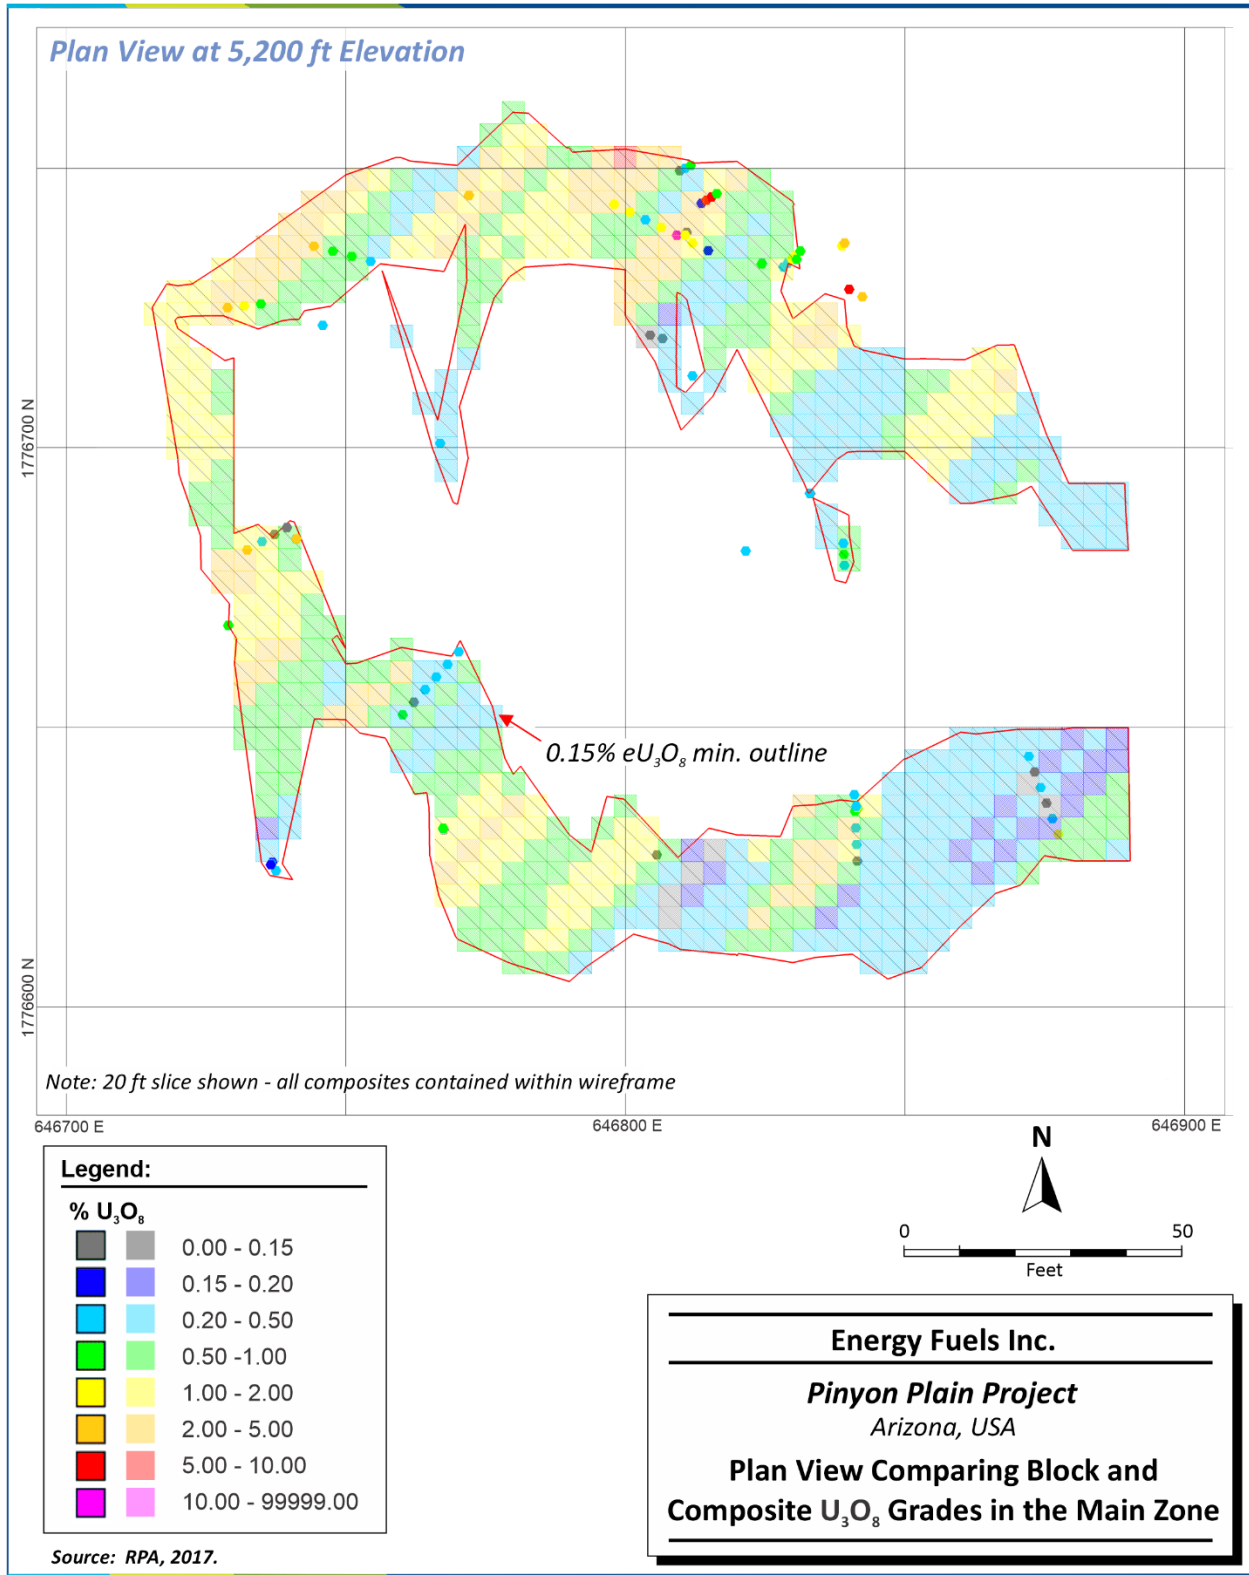 Plan View at 5,200 ft Elevation
1776700 N
0.15% eU₃O₈ min. outline
1776600 N
Note: 20 ft slice shown - all composites contained within wireframe
646700 E
646800 E
646900 E
Legend:
% U₃O₈
0.00 - 0.15
0.15 - 0.20
0.20 - 0.50
0.50 -1.00
1.00 - 2.00
2.00 - 5.00
5.00 - 10.00
10.00 - 99999.00
N
0 50
Feet
Energy Fuels Inc.
Pinyon Plain Project
Arizona, USA
Plan View Comparing Block and
Composite U₃O₈ Grades in the Main Zone
Source: RPA, 2017.